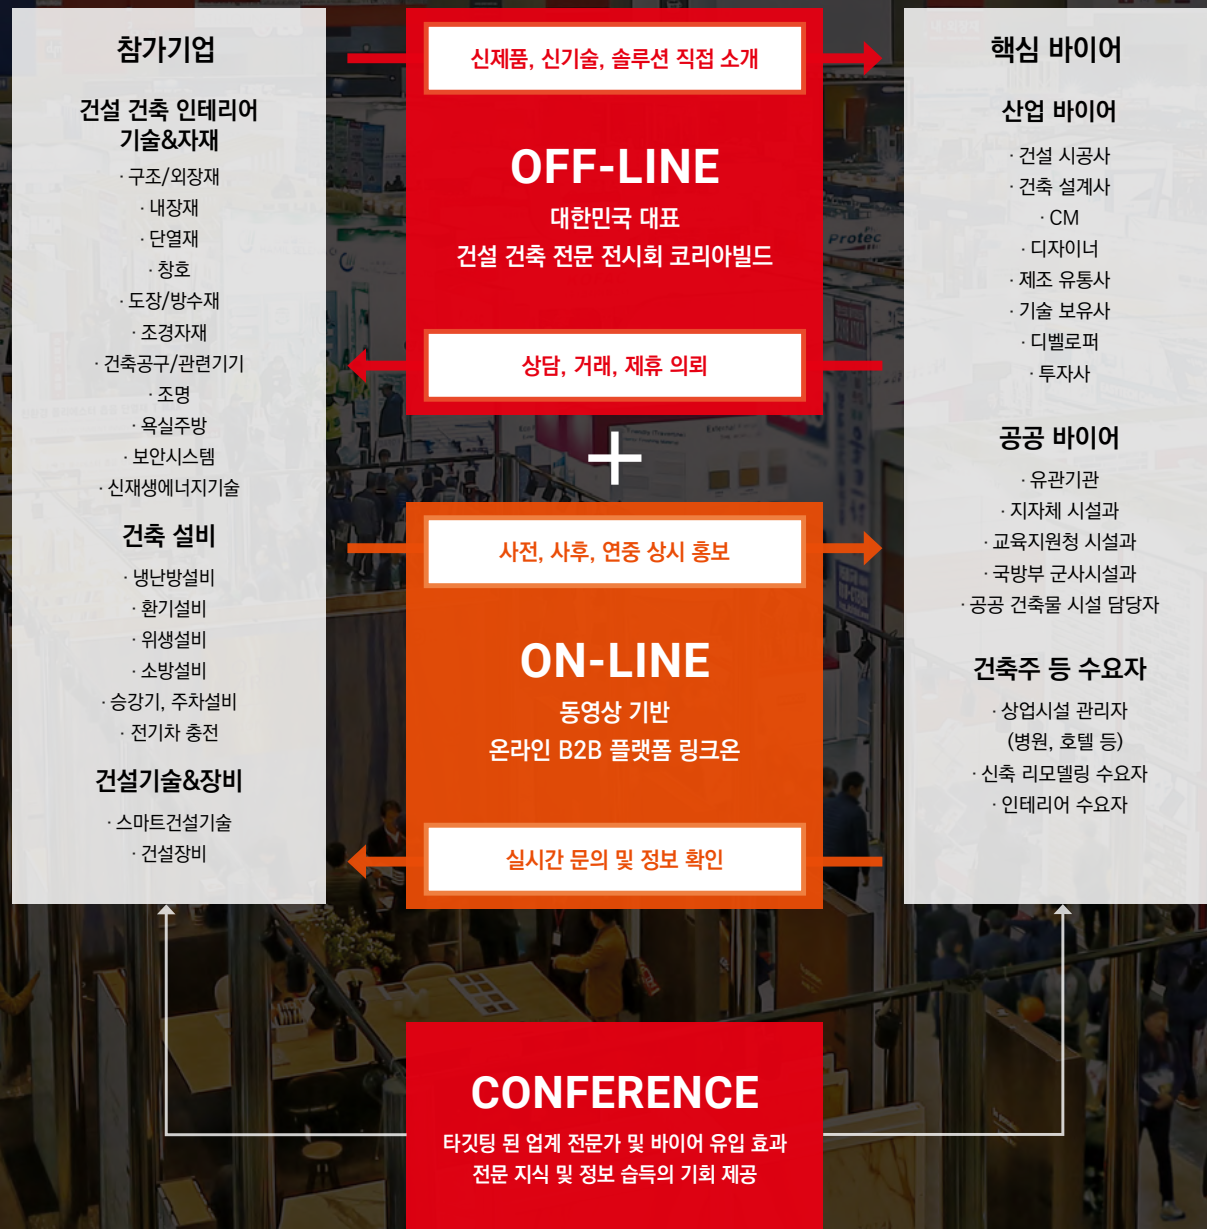 참가기업
건설 건축 인테리어
기술&자재
· 구조/외장재
· 내장재
· 단열재
· 창호
· 도장/방수재
· 조경자재
· 건축공구/관련기기
· 조명
· 욕실주방
· 보안시스템
· 신재생에너지기술
건축 설비
· 냉난방설비
· 환기설비
· 위생설비
· 소방설비
· 승강기, 주차설비
· 전기차 충전
건설기술&장비
· 스마트건설기술
· 건설장비
신제품, 신기술, 솔루션 직접 소개
OFF-LINE
대한민국 대표
건설 건축 전문 전시회 코리아빌드
상담, 거래, 제휴 의뢰
+
사전, 사후, 연중 상시 홍보
ON-LINE
동영상 기반
온라인 B2B 플랫폼 링크온
실시간 문의 및 정보 확인
핵심 바이어
산업 바이어
· 건설 시공사
· 건축 설계사
· CM
· 디자이너
· 제조 유통사
· 기술 보유사
· 디벨로퍼
· 투자사
공공 바이어
· 유관기관
· 지자체 시설과
· 교육지원청 시설과
· 국방부 군사시설과
· 공공 건축물 시설 담당자
건축주 등 수요자
· 상업시설 관리자
(병원, 호텔 등)
· 신축 리모델링 수요자
· 인테리어 수요자
CONFERENCE
타깃팅 된 업계 전문가 및 바이어 유입 효과
전문 지식 및 정보 습득의 기회 제공
Protec